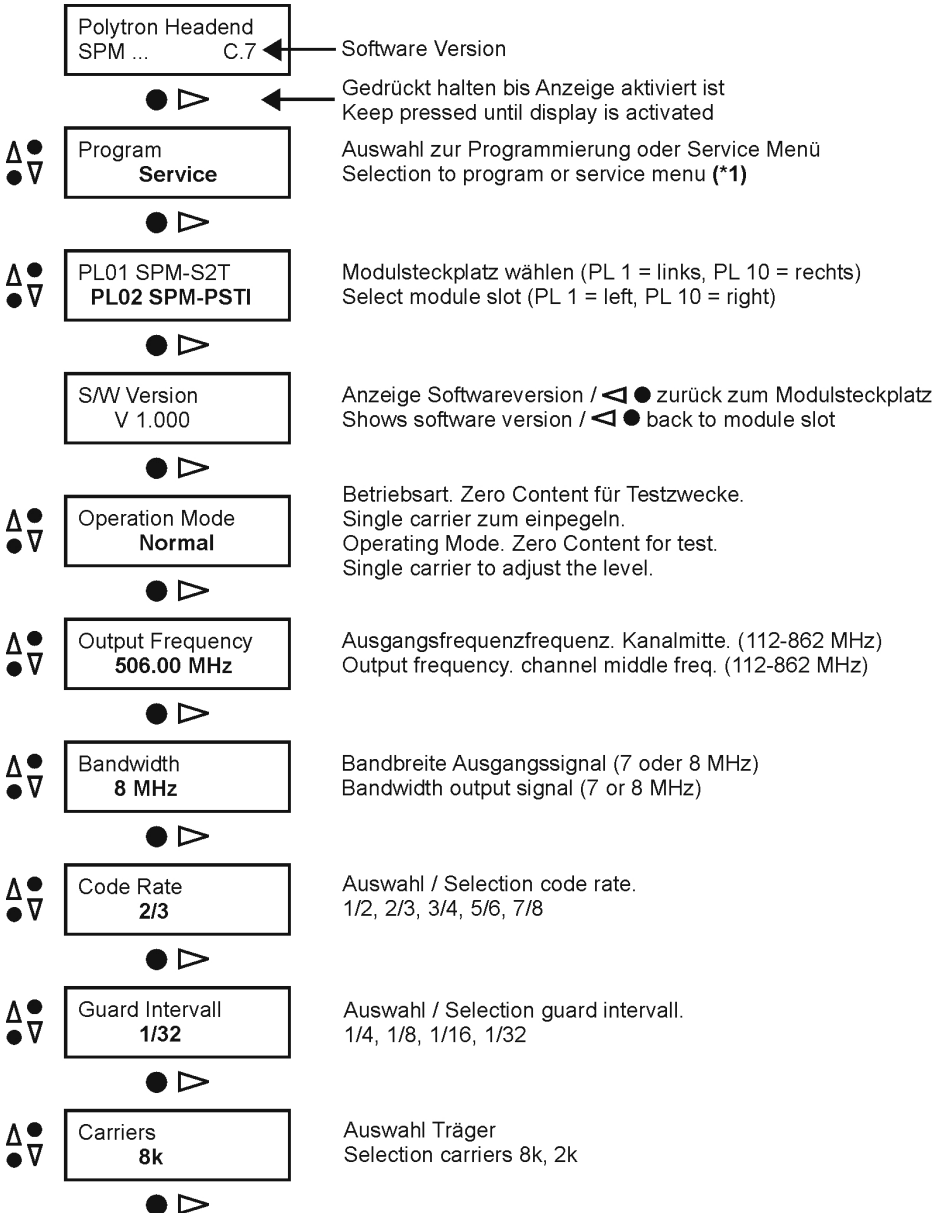 Polytron Headend
SPM ... C.7
Software Version
Gedrückt halten bis Anzeige aktiviert ist
Keep pressed until display is activated
Program
Service
Auswahl zur Programmierung oder Service Menü
Selection to program or service menu (*1)
PL01 SPM-S2T
PL02 SPM-PSTI
Modulsteckplatz wählen (PL 1 = links, PL 10 = rechts)
Select module slot (PL 1 = left, PL 10 = right)
S/W Version
V 1.000
Anzeige Softwareversion / ◁ ● zurück zum Modulsteckplatz
Shows software version / ◁ ● back to module slot
Operation Mode
Normal
Betriebsart. Zero Content für Testzwecke.
Single carrier zum einpegeln.
Operating Mode. Zero Content for test.
Single carrier to adjust the level.
Output Frequency
506.00 MHz
Ausgangsfrequenzfrequenz. Kanalmitte. (112-862 MHz)
Output frequency. channel middle freq. (112-862 MHz)
Bandwidth
8 MHz
Bandbreite Ausgangssignal (7 oder 8 MHz)
Bandwidth output signal (7 or 8 MHz)
Code Rate
2/3
Auswahl / Selection code rate.
1/2, 2/3, 3/4, 5/6, 7/8
Guard Intervall
1/32
Auswahl / Selection guard intervall.
1/4, 1/8, 1/16, 1/32
Carriers
8k
Auswahl Träger
Selection carriers 8k, 2k